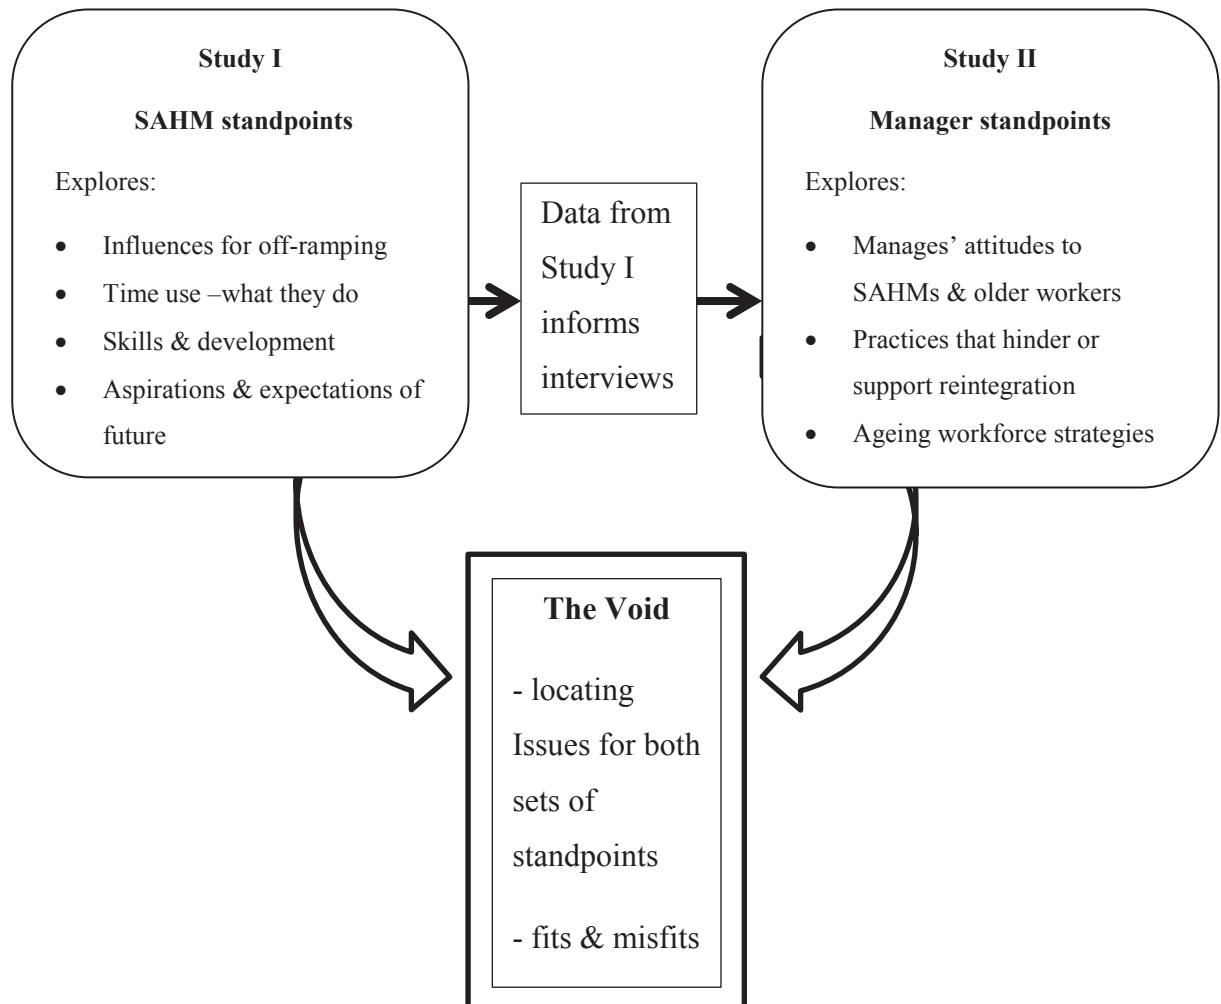 Study I
SAHM standpoints
Explores:
• Influences for off-ramping
• Time use –what they do
• Skills & development
• Aspirations & expectations of
future
Data from
Study I
informs
interviews
Study II
Manager standpoints
Explores:
• Manages’ attitudes to
SAHMs & older workers
• Practices that hinder or
support reintegration
• Ageing workforce strategies
The Void
- locating
Issues for both
sets of
standpoints
- fits & misfits